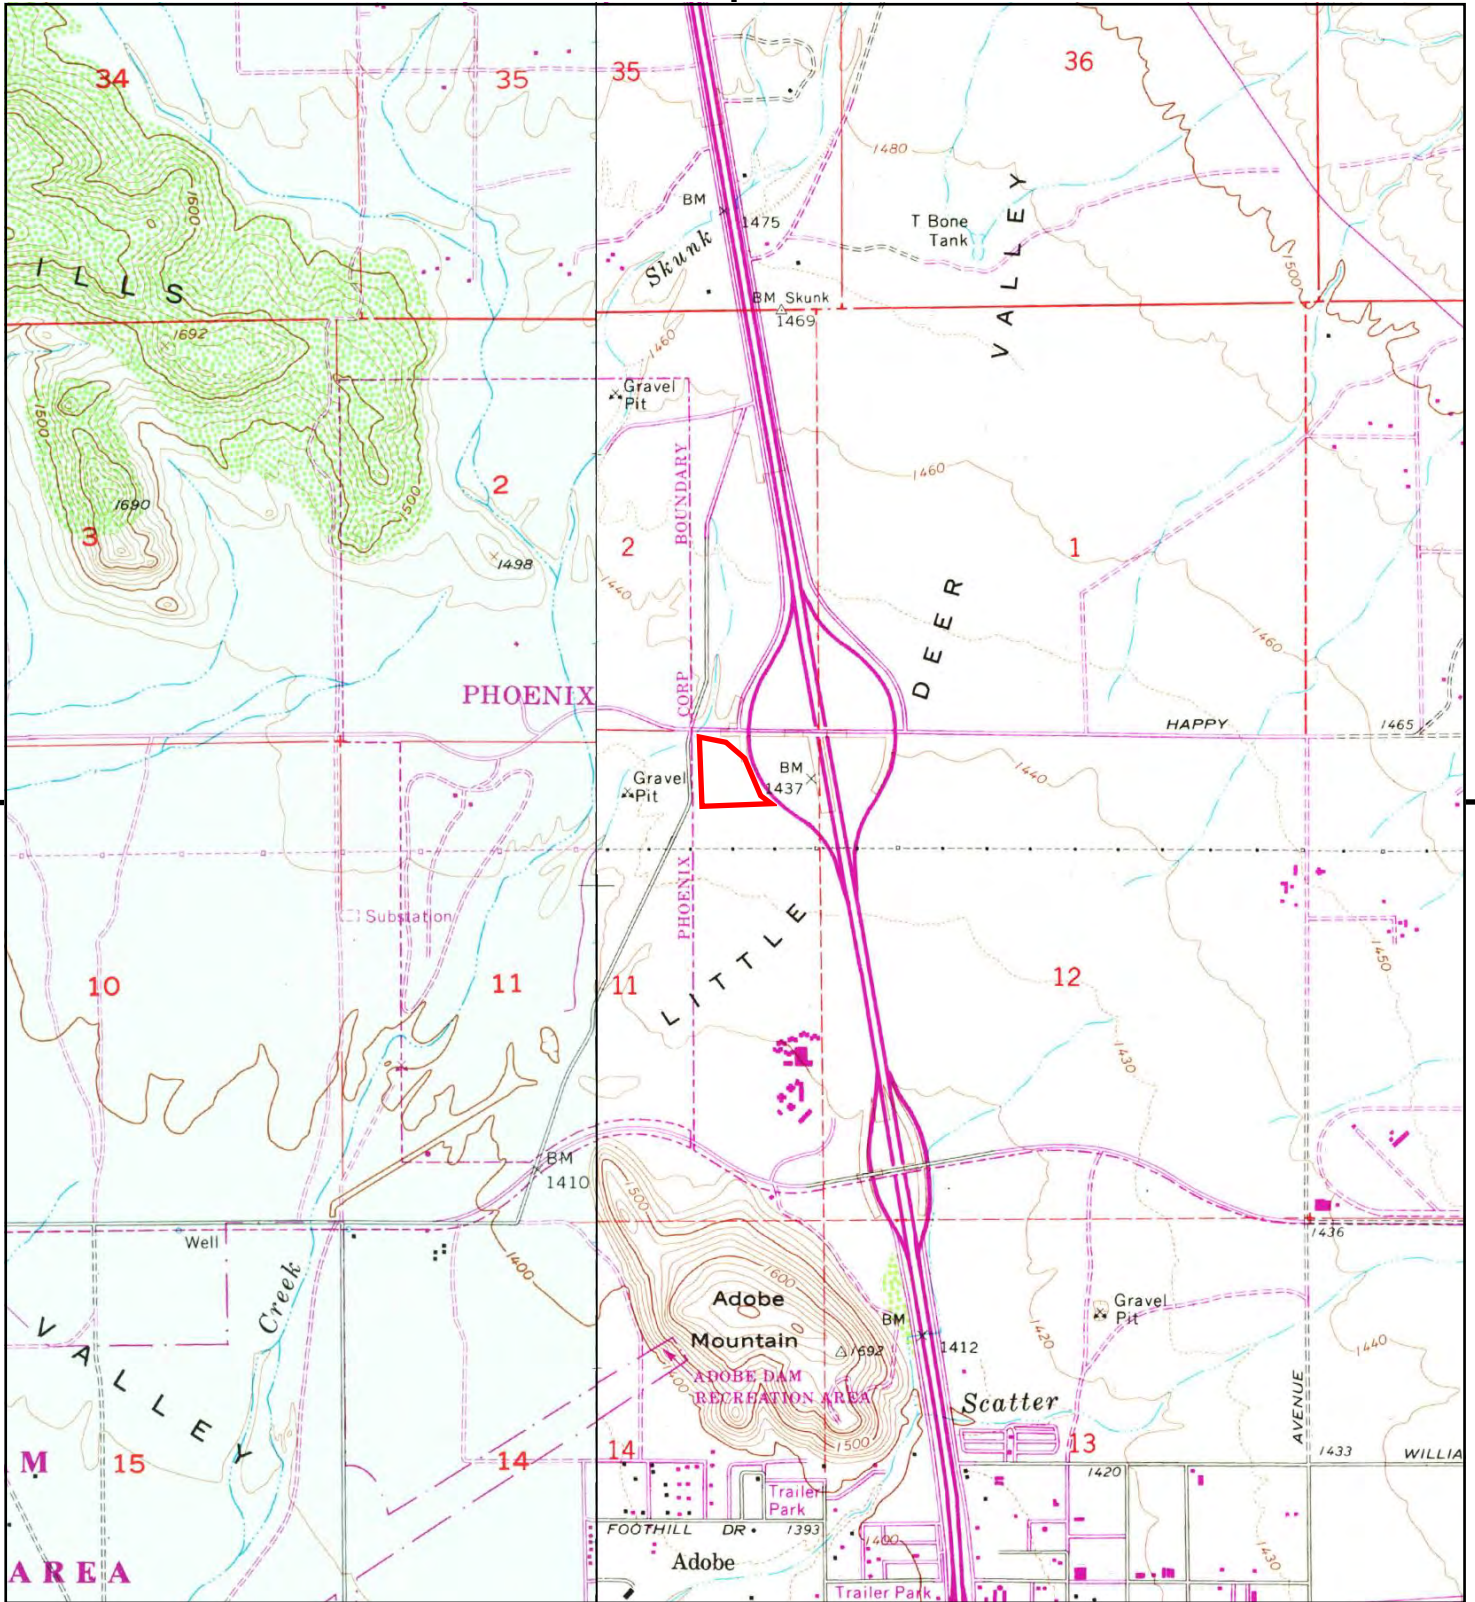 34
35
35
36
1480
VALLEY
BM
1475
T Bone
Tank
1500
Skunk
ILLS
1500
BM Skunk
1469
1692
1460
Gravel
Pit
1500
BOUNDARY
1460
2
1500
1690
3
2
1
1498
1440
DEER
1460
PHOENIX
CORP
HAPPY
1465
BM
1437
Gravel
Pit
1440
PHOENIX
Substation
LITTLE
1450
10
11
11
12
1430
BM
1410
1500
Well
1436
1400
Creek
1600
Adobe
Mountain
Gravel
Pit
BM
1412
1692
1420
1440
VALLEY
1400
ADOBE DAM
RECREATION AREA
Scatter
AVENUE
1500
M
15
14
14
13
1433
WILLIA
1420
Trailer
Park
FOOTHILL DR
1393
1400
1430
Adobe
AREA
Trailer Park